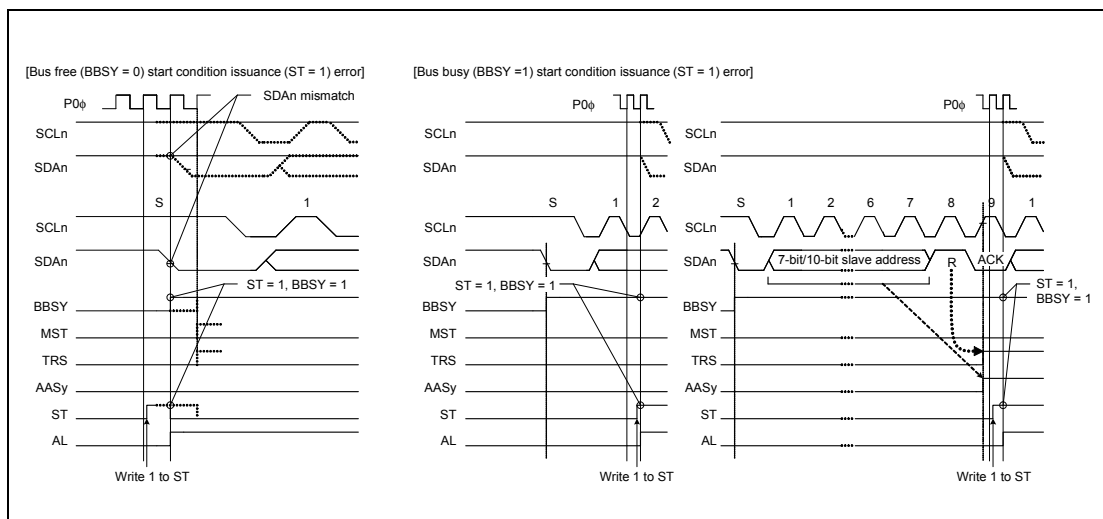 [Bus free (BBSY = 0) start condition issuance (ST = 1) error]
[Bus busy (BBSY =1) start condition issuance (ST = 1) error]
P0ϕ
SDAn mismatch
P0ϕ
P0ϕ
SCLn
SCLn
SCLn
SDAn
SDAn
SDAn
S 1
S 1 2
S 1 2 6 7 8 9 1
SCLn
SCLn
SCLn
SDAn
SDAn
SDAn
7-bit/10-bit slave address
R
ACK
ST = 1, BBSY = 1
ST = 1, BBSY = 1
ST = 1,
BBSY = 1
BBSY
BBSY
BBSY
MST
MST
MST
TRS
TRS
TRS
AASy
AASy
AASy
ST
ST
ST
AL
AL
AL
Write 1 to ST
Write 1 to ST
Write 1 to ST